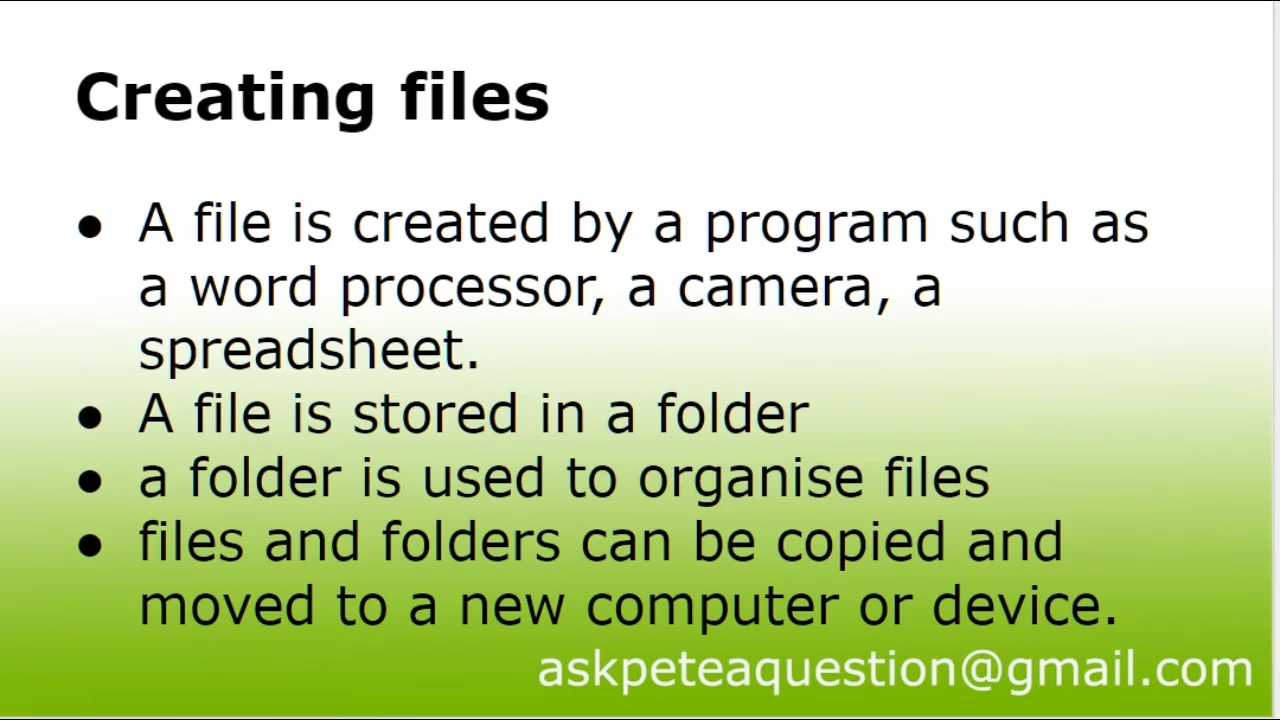 Creating files
● A file is created by a program such as
a word processor, a camera, a
spreadsheet.
● A file is stored in a folder
● a folder is used to organise files
● files and folders can be copied and
moved to a new computer or device.
askpeteaquestion@gmail.com